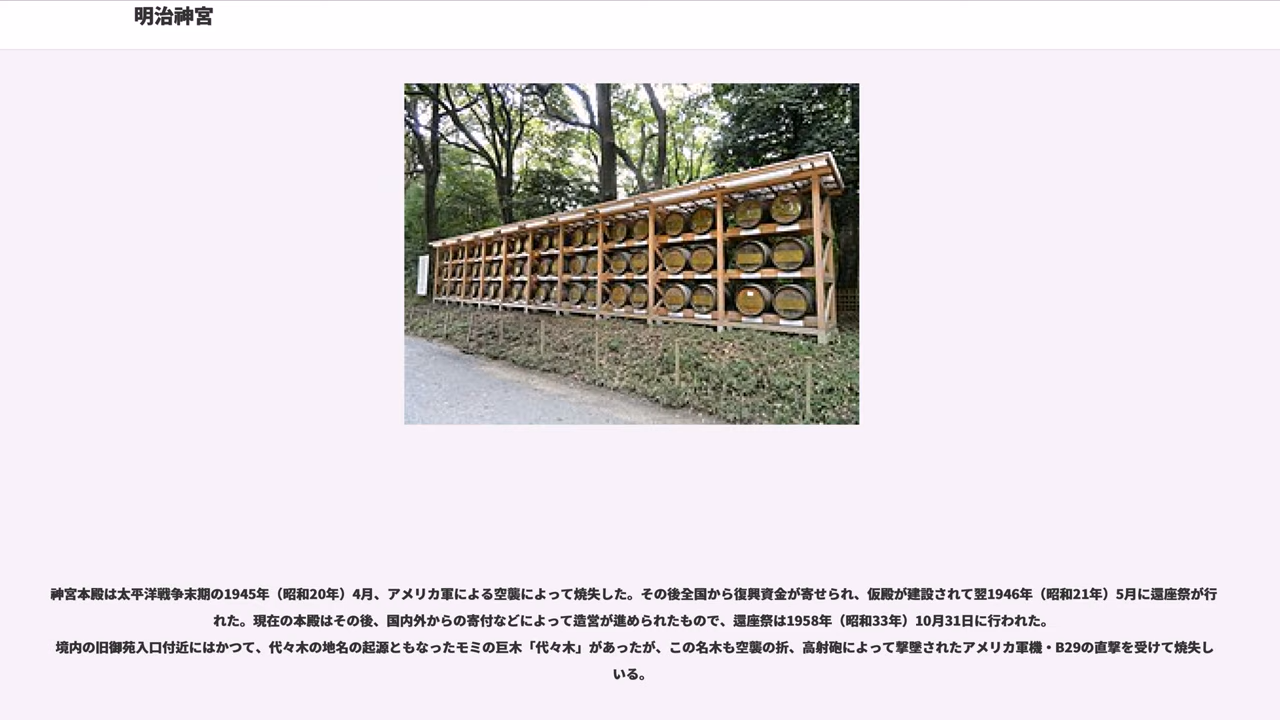 明治神宮
神宮本殿は太平洋戦争末期の1945年（昭和20年）4月、アメリカ軍による空襲によって焼失した。その後全国から復興資金が寄せられ、仮殿が建設されて翌1946年（昭和21年）5月に還座祭が行
れた。現在の本殿はその後、国内外からの寄付などによって造営が進められたもので、還座祭は1958年（昭和33年）10月31日に行われた。
境内の旧御苑入口付近にはかつて、代々木の地名の起源ともなったモミの巨木「代々木」があったが、この名木も空襲の折、高射砲によって撃墜されたアメリカ軍機・B29の直撃を受けて焼失し
いる。